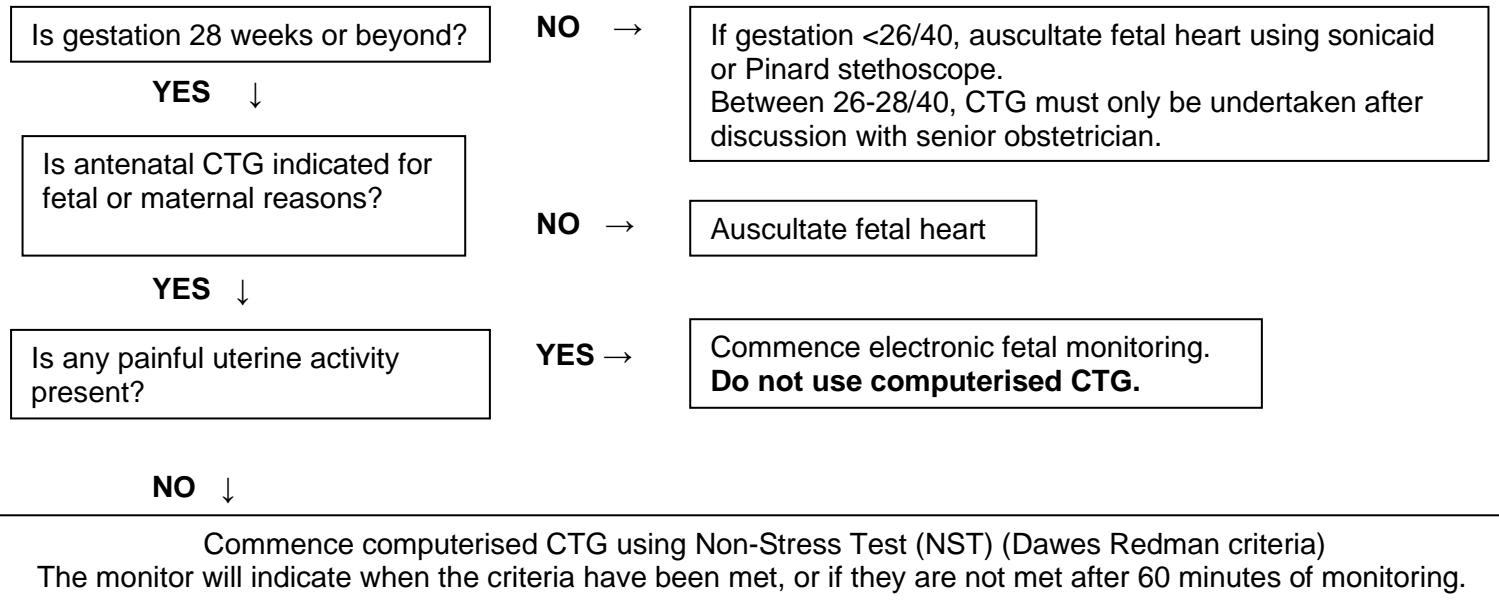 Is gestation 28 weeks or beyond?
NO →
If gestation <26/40, auscultate fetal heart using sonicaid
or Pinard stethoscope.
Between 26-28/40, CTG must only be undertaken after
discussion with senior obstetrician.
YES ↓
Is antenatal CTG indicated for
fetal or maternal reasons?
NO →
Auscultate fetal heart
YES ↓
Is any painful uterine activity
present?
YES →
Commence electronic fetal monitoring.
Do not use computerised CTG.
NO ↓
Commence computerised CTG using Non-Stress Test (NST) (Dawes Redman criteria)
The monitor will indicate when the criteria have been met, or if they are not met after 60 minutes of monitoring.